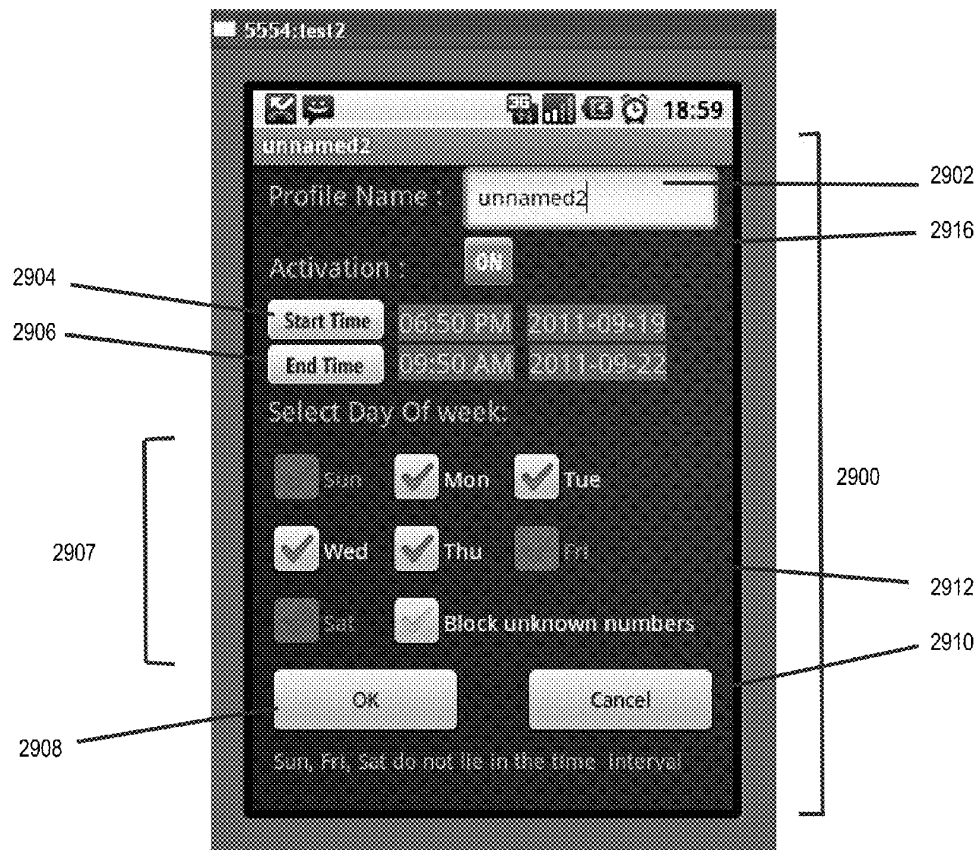 5554:test2
3G 18:59
unnamed2
Profile Name : unnamed2
2902
2916
Activation : ON
2904
Start Time 06:50 PM 2011-09-19
2906
End Time 09:50 AM 2011-09-22
Select Day Of week:
Sun Mon Tue
2900
2907
Wed Thu Fri
2912
Sat Block unknown numbers
2910
OK Cancel
2908
Sun, Fri, Sat do not lie in the time interval